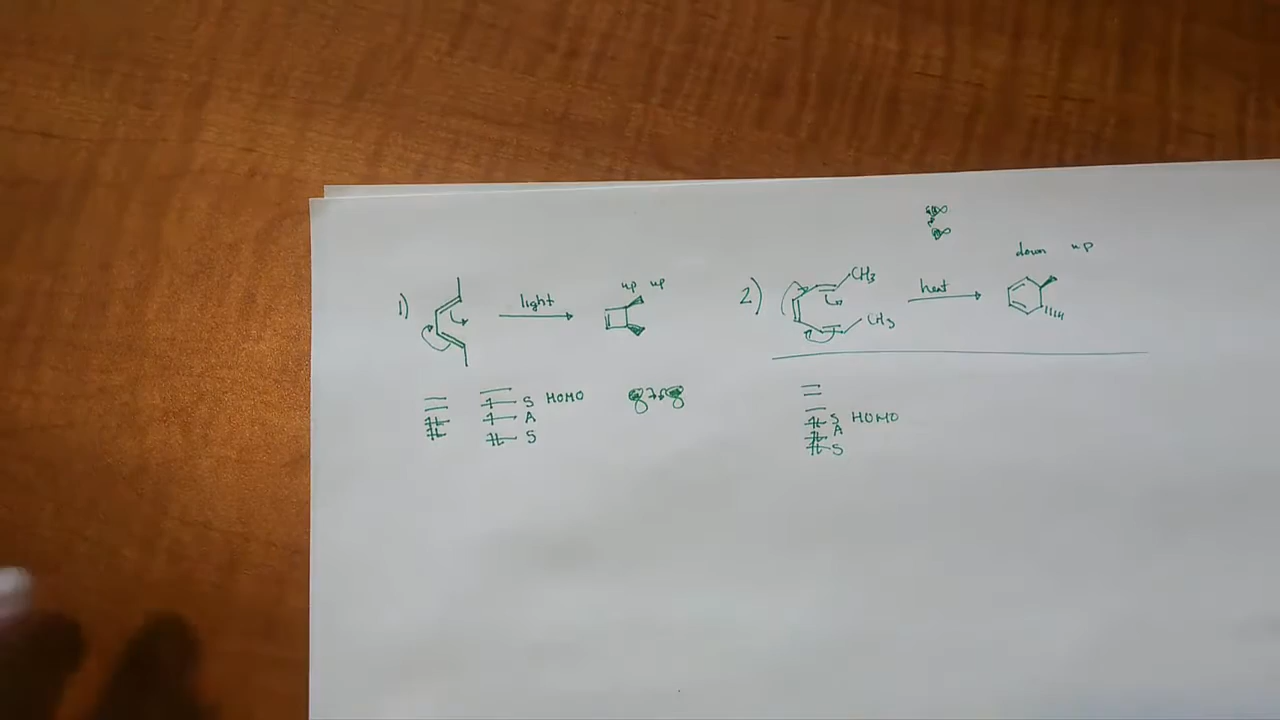 1)
light
up up
S HOMO
A
S
2)
CH3
CH3
heat
down up
S HOMO
A
S